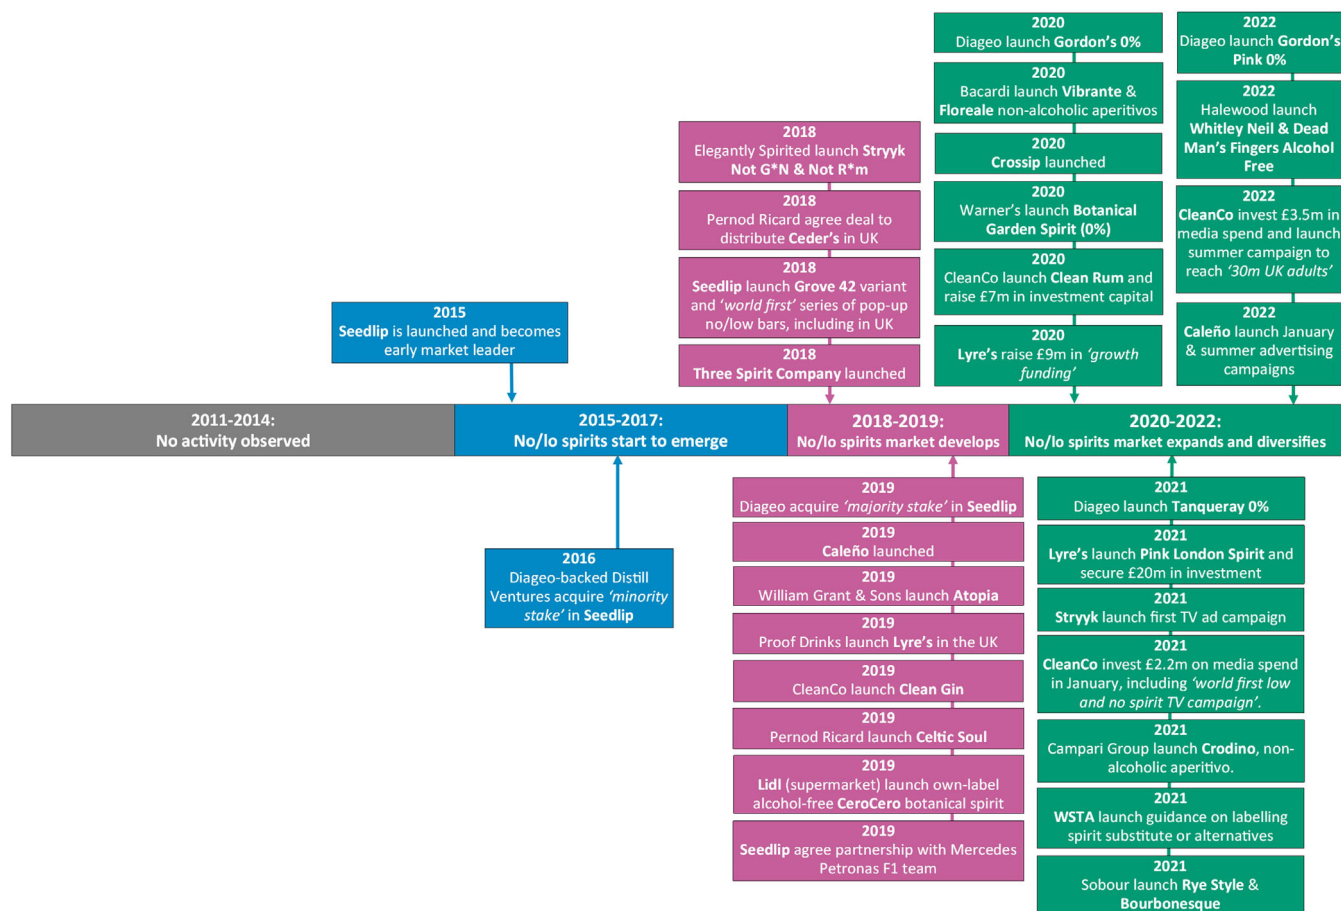 2020
Diageo launch Gordon's 0%
2020
Bacardi launch Vibrante &
Floreale non-alcoholic aperitivos
2020
Crossip launched
2020
Warner's launch Botanical
Garden Spirit (0%)
2020
CleanCo launch Clean Rum and
raise £7m in investment capital
2020
Lyre's raise £9m in 'growth
funding'
2022
Diageo launch Gordon's
Pink 0%
2022
Halewood launch
Whitley Neil & Dead
Man's Fingers Alcohol
Free
2022
CleanCo invest £3.5m in
media spend and launch
summer campaign to
reach '30m UK adults'
2022
Caleño launch January
& summer advertising
campaigns
2018
Elegantly Spirited launch Stryyk
Not G*N & Not R*m
2018
Pernod Ricard agree deal to
distribute Ceder's in UK
2018
Seedlip launch Grove 42 variant
and 'world first' series of pop-up
no/low bars, including in UK
2018
Three Spirit Company launched
2015
Seedlip is launched and becomes
early market leader
2011-2014:
No activity observed
2015-2017:
No/lo spirits start to emerge
2018-2019:
No/lo spirits market develops
2020-2022:
No/lo spirits market expands and diversifies
2016
Diageo-backed Distill
Ventures acquire 'minority
stake' in Seedlip
2019
Diageo acquire 'majority stake' in Seedlip
2019
Caleño launched
2019
William Grant & Sons launch Atopia
2019
Proof Drinks launch Lyre's in the UK
2019
CleanCo launch Clean Gin
2019
Pernod Ricard launch Celtic Soul
2019
Lidl (supermarket) launch own-label
alcohol-free CeroCero botanical spirit
2019
Seedlip agree partnership with Mercedes
Petronas F1 team
2021
Diageo launch Tanqueray 0%
2021
Lyre's launch Pink London Spirit and
secure £20m in investment
2021
Stryyk launch first TV ad campaign
2021
CleanCo invest £2.2m on media spend
in January, including 'world first low
and no spirit TV campaign'.
2021
Campari Group launch Crodino, non-
alcoholic aperitivo.
2021
WSTA launch guidance on labelling
spirit substitute or alternatives
2021
Sobour launch Rye Style &
Bourbonesque